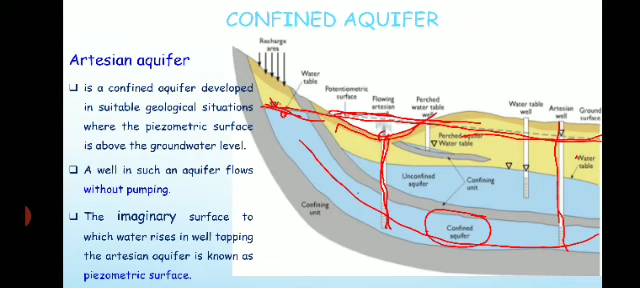 CONFINED AQUIFER
Artesian aquifer
is a confined aquifer developed
in suitable geological situations
where the piezometric surface
is above the groundwater level.
A well in such an aquifer flows
without pumping.
The imaginary surface to
which water rises in well tapping
the artesian aquifer is known as
piezometric surface.
Recharge
area
Water
table
Potentiometric
surface
Flowing
artesian
Perched
water table
well
Water table
well
Artesian
well
Ground
surface
Perched aquifer
Water table
Water
table
Unconfined
aquifer
Confining
unit
Confining
unit
Confined
aquifer